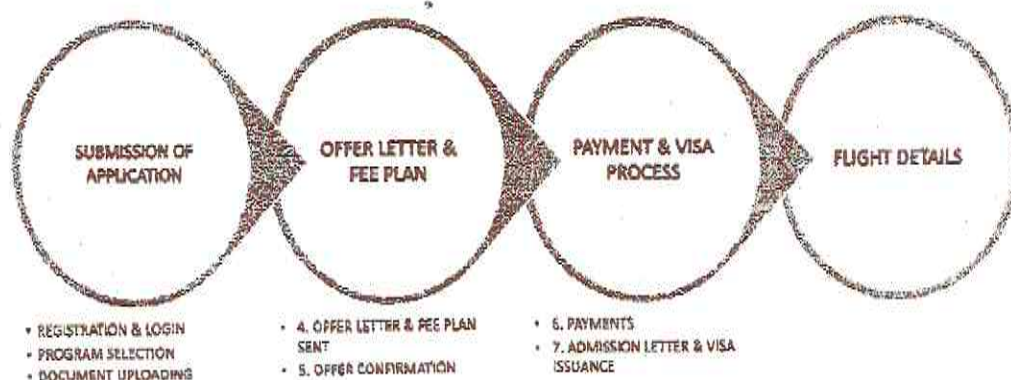 SUBMISSION OF
APPLICATION
OFFER LETTER &
FEE PLAN
PAYMENT & VISA
PROCESS
FLIGHT DETAILS
• REGISTRATION & LOGIN
• PROGRAM SELECTION
• DOCUMENT UPLOADING
• 4. OFFER LETTER & FEE PLAN
SENT
• 5. OFFER CONFIRMATION
• 6. PAYMENTS
• 7. ADMISSION LETTER & VISA
ISSUANCE